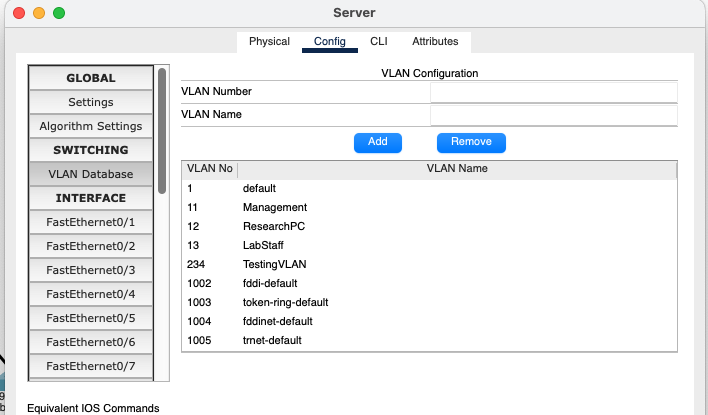 Server
Physical Config CLI Attributes
GLOBAL
Settings
Algorithm Settings
SWITCHING
VLAN Database
INTERFACE
FastEthernet0/1
FastEthernet0/2
FastEthernet0/3
FastEthernet0/4
FastEthernet0/5
FastEthernet0/6
FastEthernet0/7
VLAN Configuration
VLAN Number
VLAN Name
Add Remove
VLAN No VLAN Name
1 default
11 Management
12 ResearchPC
13 LabStaff
234 TestingVLAN
1002 fddi-default
1003 token-ring-default
1004 fddinet-default
1005 trnet-default
Equivalent IOS Commands